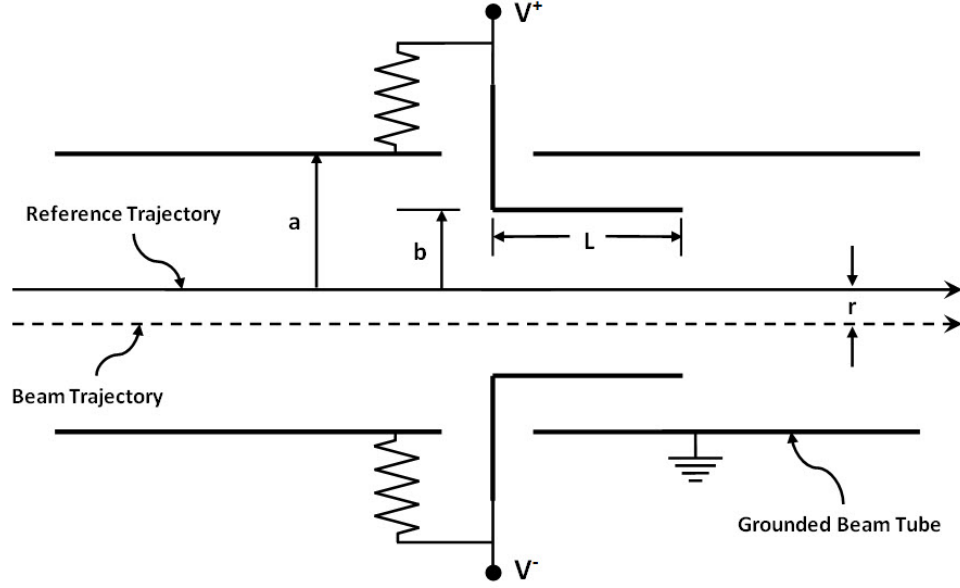 V+
Reference Trajectory
a
b
L
r
Beam Trajectory
Grounded Beam Tube
V-